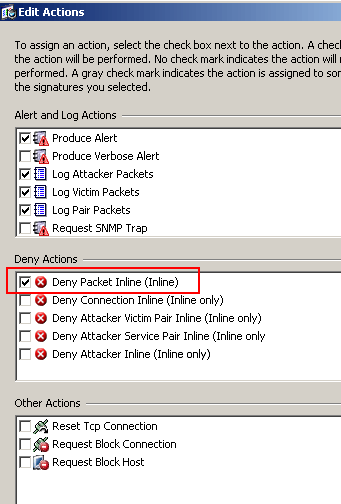 Edit Actions
To assign an action, select the check box next to the action. A chec
the action will be performed. No check mark indicates the action will
performed. A gray check mark indicates the action is assigned to som
the signatures you selected.
Alert and Log Actions
Produce Alert
Produce Verbose Alert
Log Attacker Packets
Log Victim Packets
Log Pair Packets
Request SNMP Trap
Deny Actions
Deny Packet Inline (Inline)
Deny Connection Inline (Inline only)
Deny Attacker Victim Pair Inline (Inline only)
Deny Attacker Service Pair Inline (Inline only
Deny Attacker Inline (Inline only)
Other Actions
Reset Tcp Connection
Request Block Connection
Request Block Host